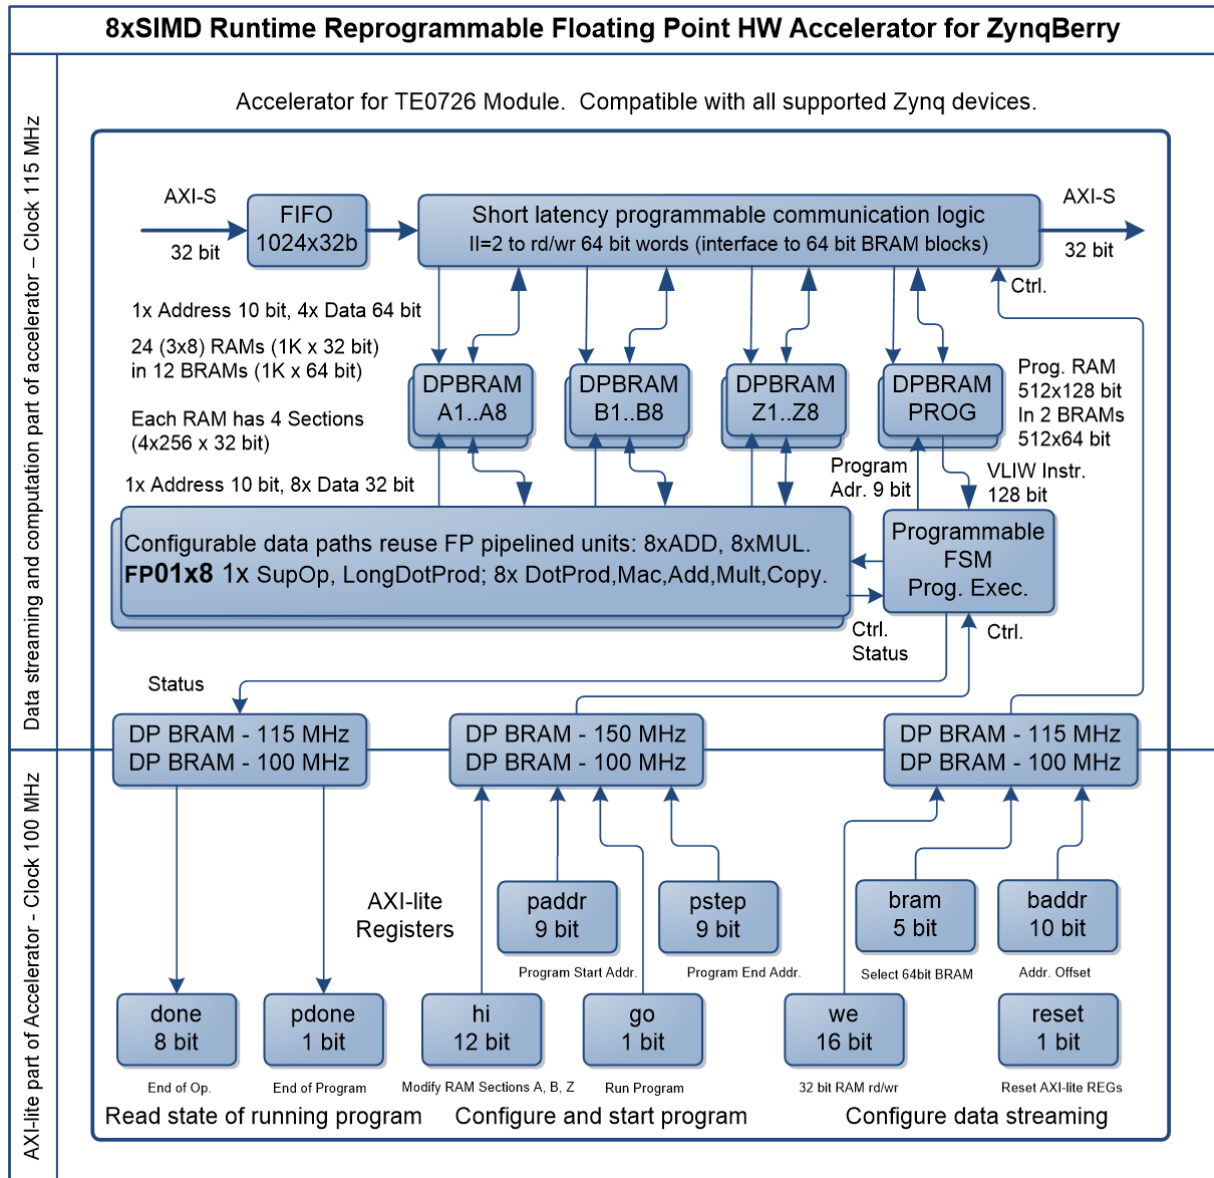 8xSIMD Runtime Reprogrammable Floating Point HW Accelerator for ZynqBerry
Data streaming and computation part of accelerator – Clock 115 MHz
Accelerator for TE0726 Module.  Compatible with all supported Zynq devices.
AXI-S
32 bit
FIFO
1024x32b
Short latency programmable communication logic
II=2 to rd/wr 64 bit words (interface to 64 bit BRAM blocks)
AXI-S
32 bit
Ctrl.
1x Address 10 bit, 4x Data 64 bit
24 (3x8) RAMs (1K x 32 bit)
in 12 BRAMs (1K x 64 bit)
Each RAM has 4 Sections
(4x256 x 32 bit)
1x Address 10 bit, 8x Data 32 bit
DPBRAM
A1..A8
DPBRAM
B1..B8
DPBRAM
Z1..Z8
DPBRAM
PROG
Prog. RAM
512x128 bit
In 2 BRAMs
512x64 bit
Program
Adr. 9 bit
VLIW Instr.
128 bit
Configurable data paths reuse FP pipelined units: 8xADD, 8xMUL.
FP01x8 1x SupOp, LongDotProd; 8x DotProd,Mac,Add,Mult,Copy.
Programmable
FSM
Prog. Exec.
Ctrl.
Status
Ctrl.
Status
DP BRAM - 115 MHz
DP BRAM - 100 MHz
DP BRAM - 150 MHz
DP BRAM - 100 MHz
DP BRAM - 115 MHz
DP BRAM - 100 MHz
AXI-lite part of Accelerator - Clock 100 MHz
AXI-lite
Registers
paddr
9 bit
Program Start Addr.
pstep
9 bit
Program End Addr.
bram
5 bit
Select 64bit BRAM
baddr
10 bit
Addr. Offset
done
8 bit
End of Op.
pdone
1 bit
End of Program
hi
12 bit
Modify RAM Sections A, B, Z
go
1 bit
Run Program
we
16 bit
32 bit RAM rd/wr
reset
1 bit
Reset AXI-lite REGs
Read state of running program
Configure and start program
Configure data streaming